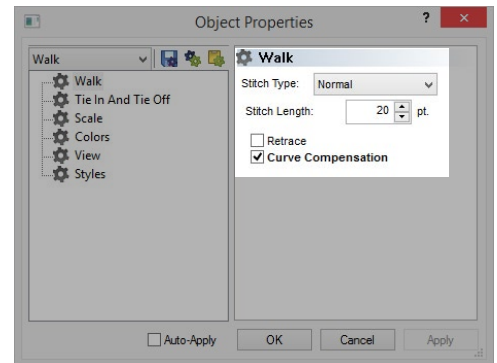 Object Properties
?
×
Walk
Walk
Tie In And Tie Off
Scale
Colors
View
Styles
Walk
Stitch Type: Normal
Stitch Length: 20 pt.
Retrace
Curve Compensation
Auto-Apply
OK
Cancel
Apply